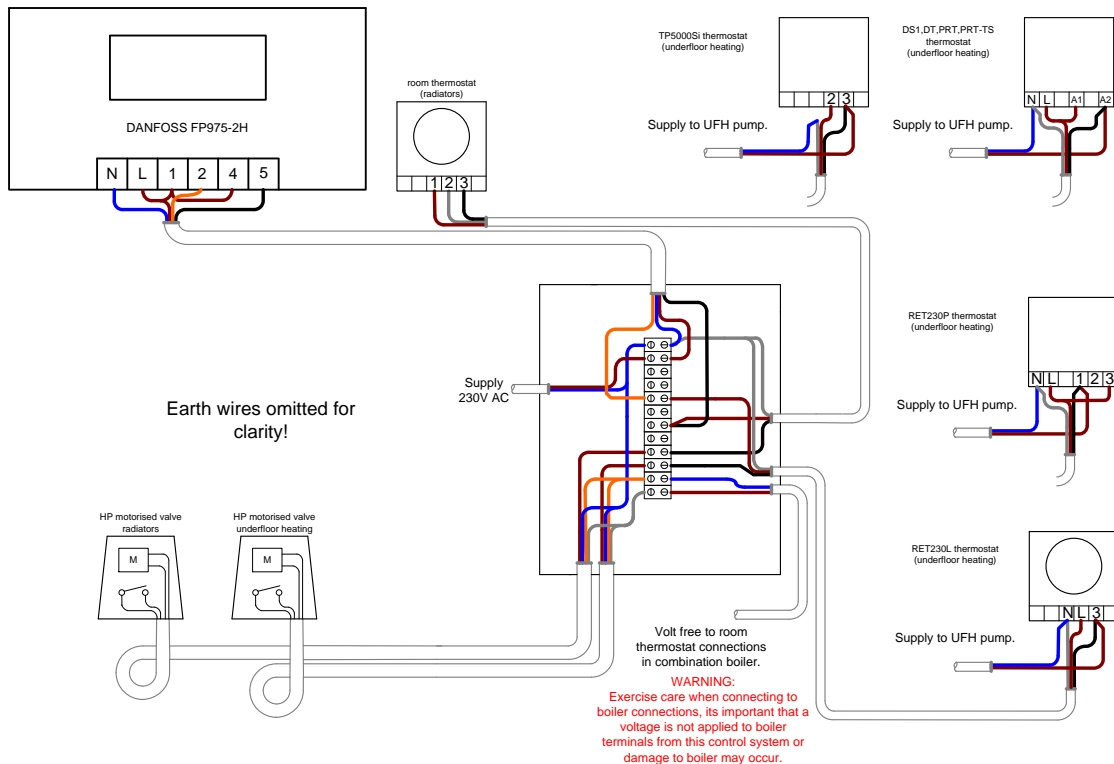 DANFOSS FP975-2H
N L 1 2 4 5
room thermostat
(radiators)
1 2 3
TP5000Si thermostat
(underfloor heating)
2 3
Supply to UFH pump.
DS1,DT,PRT,PRT-TS
thermostat
(underfloor heating)
N L A1 A2
Supply to UFH pump.
Supply
230V AC
Earth wires omitted for
clarity!
RET230P thermostat
(underfloor heating)
N L 1 2 3
Supply to UFH pump.
HP motorised valve
radiators
M
HP motorised valve
underfloor heating
M
RET230L thermostat
(underfloor heating)
N L 3
Supply to UFH pump.
Volt free to room
thermostat connections
in combination boiler.
WARNING:
Exercise care when connecting to
boiler connections, its important that a
voltage is not applied to boiler
terminals from this control system or
damage to boiler may occur.